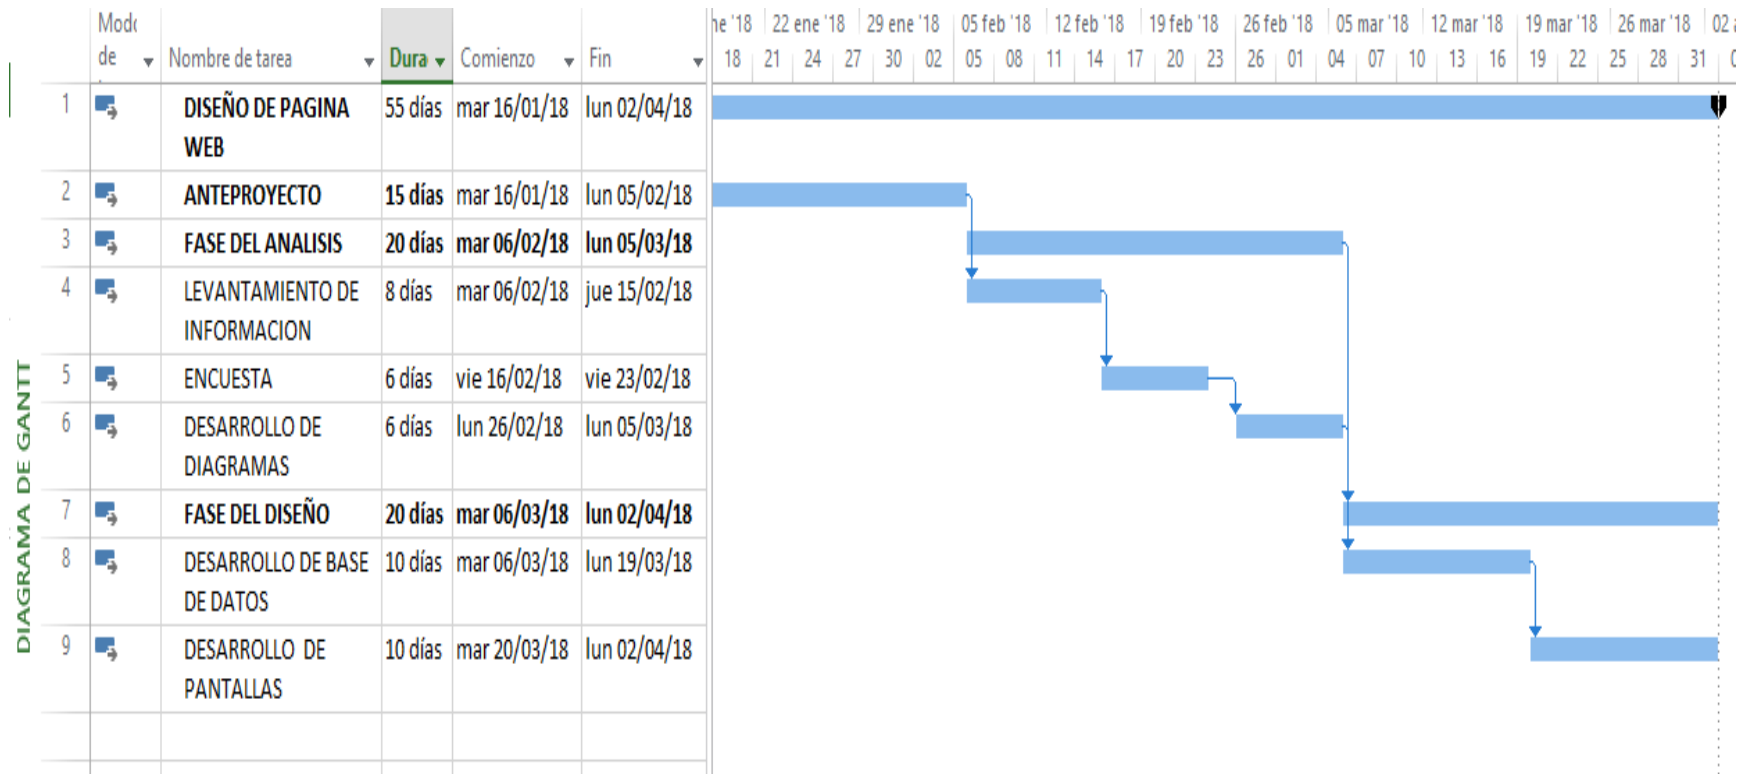 Modo
de
Nombre de tarea
Dura
Comienzo
Fin
ne '18 22 ene '18 29 ene '18 05 feb '18 12 feb '18 19 feb '18 26 feb '18 05 mar '18 12 mar '18 19 mar '18 26 mar '18 02 a
18 21 24 27 30 02 05 08 11 14 17 20 23 26 01 04 07 10 13 16 19 22 25 28 31 0
1 DISEÑO DE PAGINA 55 días mar 16/01/18 lun 02/04/18
WEB
2 ANTEPROYECTO 15 días mar 16/01/18 lun 05/02/18
3 FASE DEL ANALISIS 20 días mar 06/02/18 lun 05/03/18
4 LEVANTAMIENTO DE 8 días mar 06/02/18 jue 15/02/18
INFORMACION
5 ENCUESTA 6 días vie 16/02/18 vie 23/02/18
6 DESARROLLO DE 6 días lun 26/02/18 lun 05/03/18
DIAGRAMAS
7 FASE DEL DISEÑO 20 días mar 06/03/18 lun 02/04/18
8 DESARROLLO DE BASE 10 días mar 06/03/18 lun 19/03/18
DE DATOS
9 DESARROLLO DE 10 días mar 20/03/18 lun 02/04/18
PANTALLAS
DIAGRAMA DE GANTT